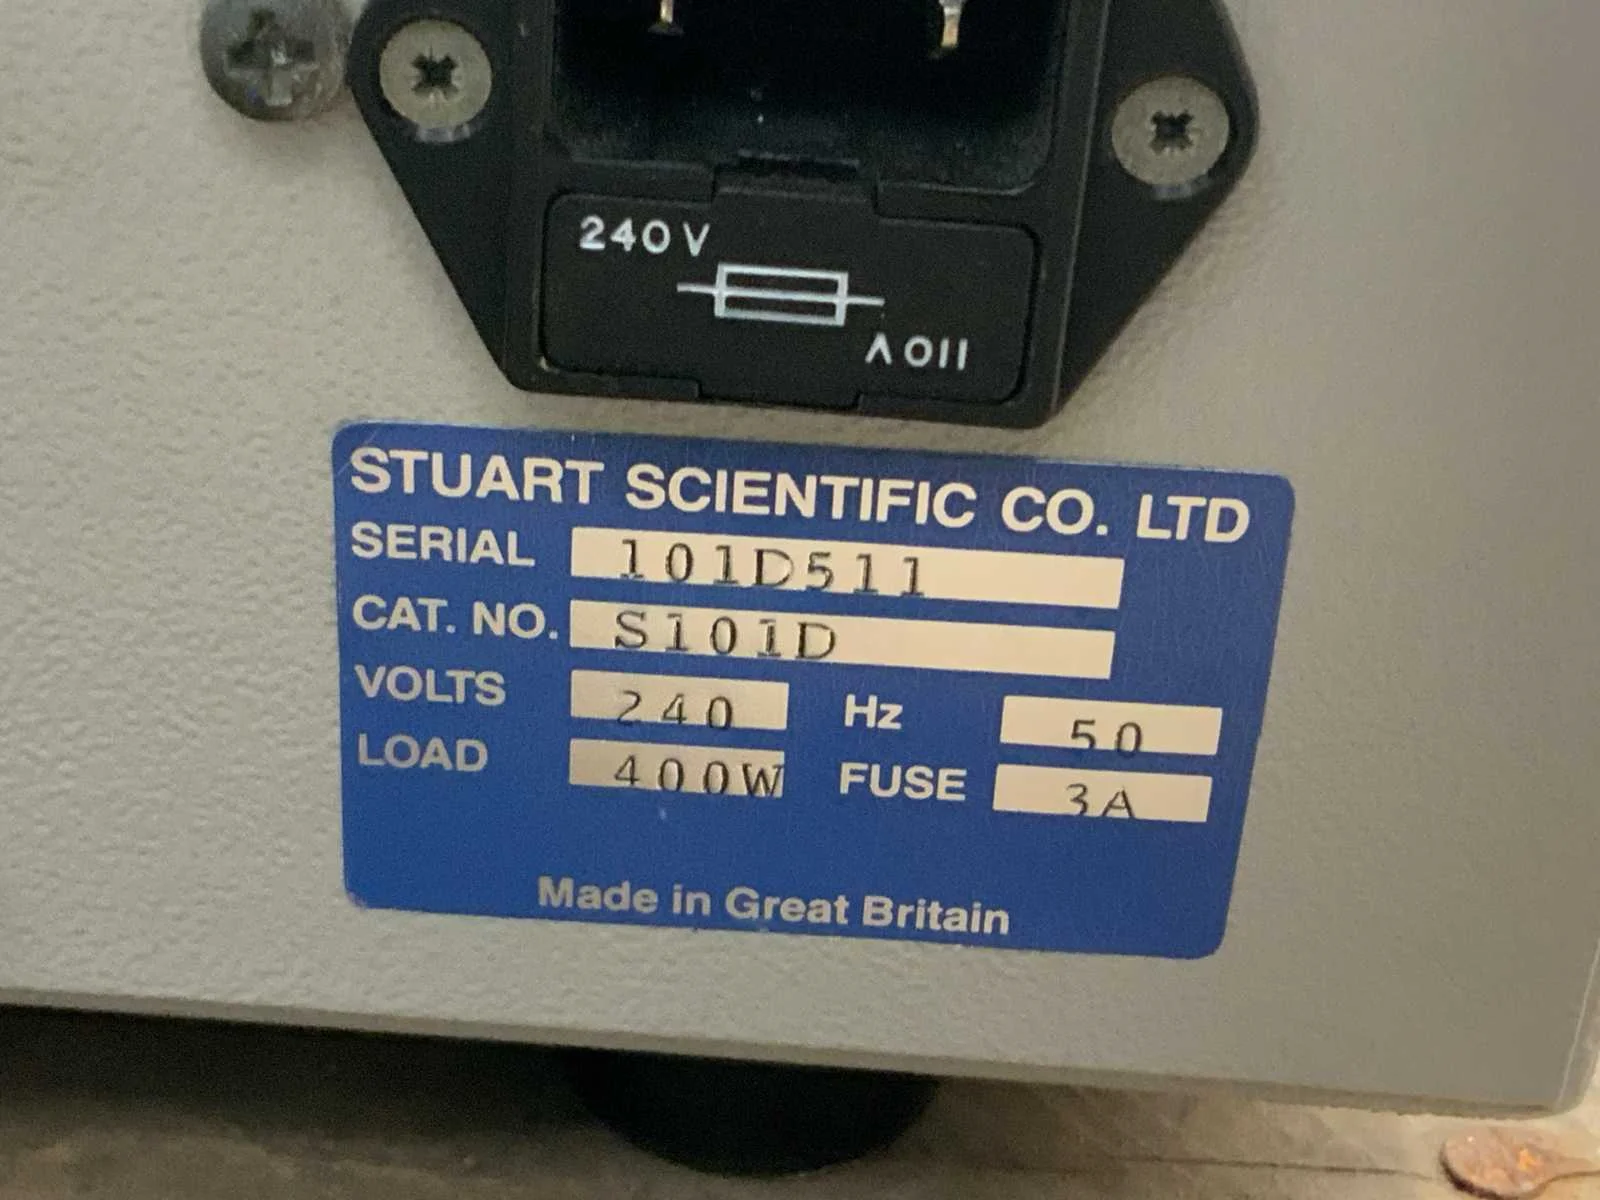 240V
110V
STUART SCIENTIFIC CO. LTD
SERIAL 101D511
CAT. NO. S101D
VOLTS 240 Hz 50
LOAD 400W FUSE 3A
Made in Great Britain